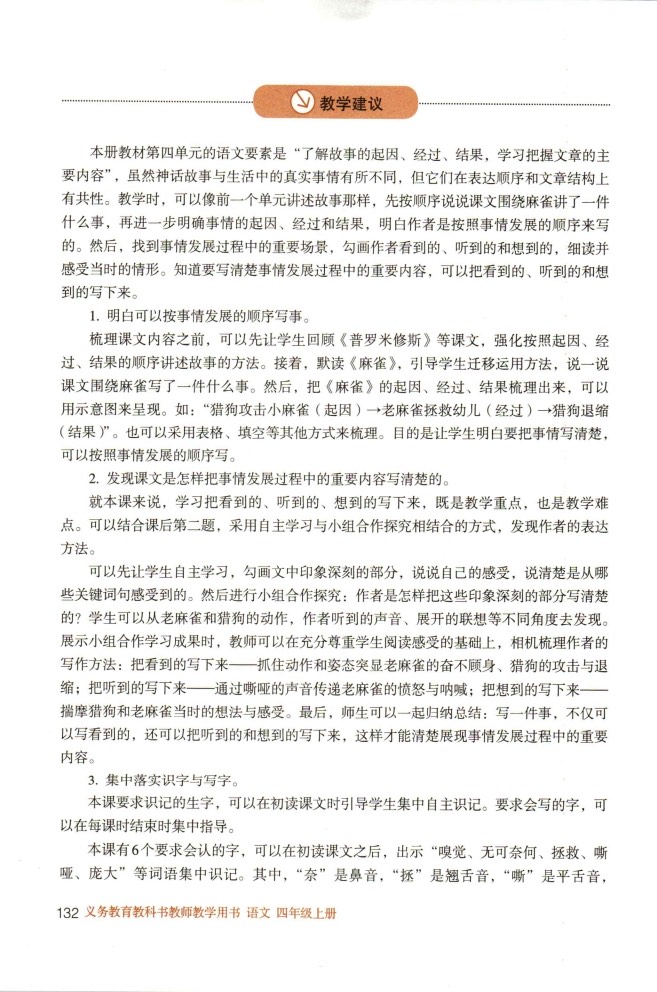 教学建议
本册教材第四单元的语文要素是“了解故事的起因、经过、结果，学习把握文章的主
要内容”，虽然神话故事与生活中的真实事情有所不同，但它们在表达顺序和文章结构上
有共性。教学时，可以像前一个单元讲述故事那样，先按顺序说说课文围绕麻雀讲了一件
什么事，再进一步明确事情的起因、经过和结果，明白作者是按照事情发展的顺序来写
的。然后，找到事情发展过程中的重要场景，勾画作者看到的、听到的和想到的，细读并
感受当时的情形。知道要写清楚事情发展过程中的重要内容，可以把看到的、听到的和想
到的写下来。
1. 明白可以按事情发展的顺序写事。
梳理课文内容之前，可以先让学生回顾《普罗米修斯》等课文，强化按照起因、经
过、结果的顺序讲述故事的方法。接着，默读《麻雀》，引导学生迁移运用方法，说一说
课文围绕麻雀写了一件什么事。然后，把《麻雀》的起因、经过、结果梳理出来，可以
用示意图来呈现。如：“猎狗攻击小麻雀（起因）→老麻雀拯救幼儿（经过）→猎狗退缩
（结果）”。也可以采用表格、填空等其他方式来梳理。目的是让学生明白要把事情写清楚，
可以按照事情发展的顺序写。
2. 发现课文是怎样把事情发展过程中的重要内容写清楚的。
就本课来说，学习把看到的、听到的、想到的写下来，既是教学重点，也是教学难
点。可以结合课后第二题，采用自主学习与小组合作探究相结合的方式，发现作者的表达
方法。
可以先让学生自主学习，勾画文中印象深刻的部分，说说自己的感受，说清楚是从哪
些关键词句感受到的。然后进行小组合作探究：作者是怎样把这些印象深刻的部分写清楚
的？学生可以从老麻雀和猎狗的动作，作者听到的声音、展开的联想等不同角度去发现。
展示小组合作学习成果时，教师可以在充分尊重学生阅读感受的基础上，相机梳理作者的
写作方法：把看到的写下来——抓住动作和姿态突显老麻雀的奋不顾身、猎狗的攻击与退
缩；把听到的写下来——通过嘶哑的声音传递老麻雀的愤怒与呐喊；把想到的写下来——
揣摩猎狗和老麻雀当时的想法与感受。最后，师生可以一起归纳总结：写一件事，不仅可
以写看到的，还可以把听到的和想到的写下来，这样才能清楚展现事情发展过程中的重要
内容。
3. 集中落实识字与写字。
本课要求识记的生字，可以在初读课文时引导学生集中自主识记。要求会写的字，可
以在每课时结束时集中指导。
本课有6个要求会认的字，可以在初读课文之后，出示“嗅觉、无可奈何、拯救、嘶
哑、庞大”等词语集中识记。其中，“奈”是鼻音，“拯”是翘舌音，“嘶”是平舌音，
132 义务教育教科书教师教学用书 语文 四年级上册